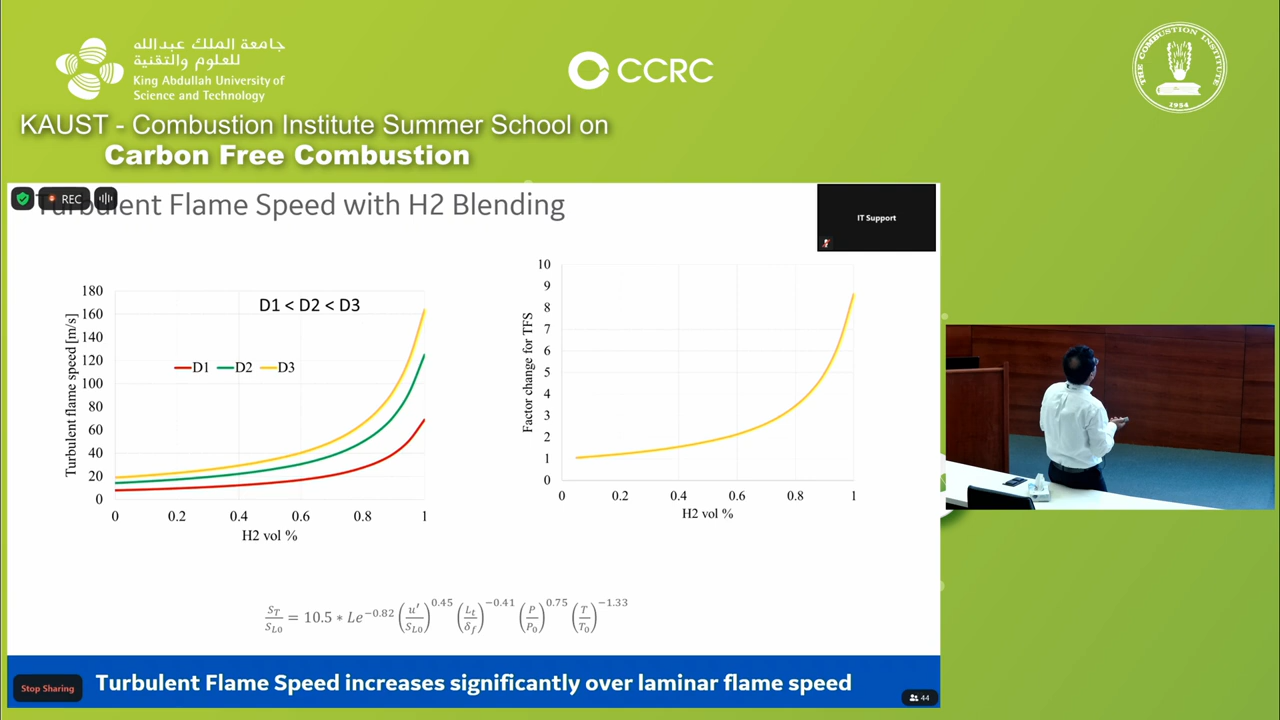 جامعة الملك عبدالله
للعلوم والتقنية
King Abdullah University of
Science and Technology
CCRC
THE COMBUSTION INSTITUTE
1954
KAUST - Combustion Institute Summer School on
Carbon Free Combustion
REC
Turbulent Flame Speed with H2 Blending
IT Support
180
160
140
120
100
80
60
40
20
0
Turbulent flame speed [m/s]
D1 < D2 < D3
D1 D2 D3
0 0.2 0.4 0.6 0.8 1
H2 vol %
10
9
8
7
6
5
4
3
2
1
0
Factor change for TFS
0 0.2 0.4 0.6 0.8 1
H2 vol %
S_T/S_L0 = 10.5 * Le^−0.82 (u′/S_L0)^0.45 (L_t/δ_f)^−0.41 (P/P_0)^0.75 (T/T_0)^−1.33
Stop Sharing
Turbulent Flame Speed increases significantly over laminar flame speed
44